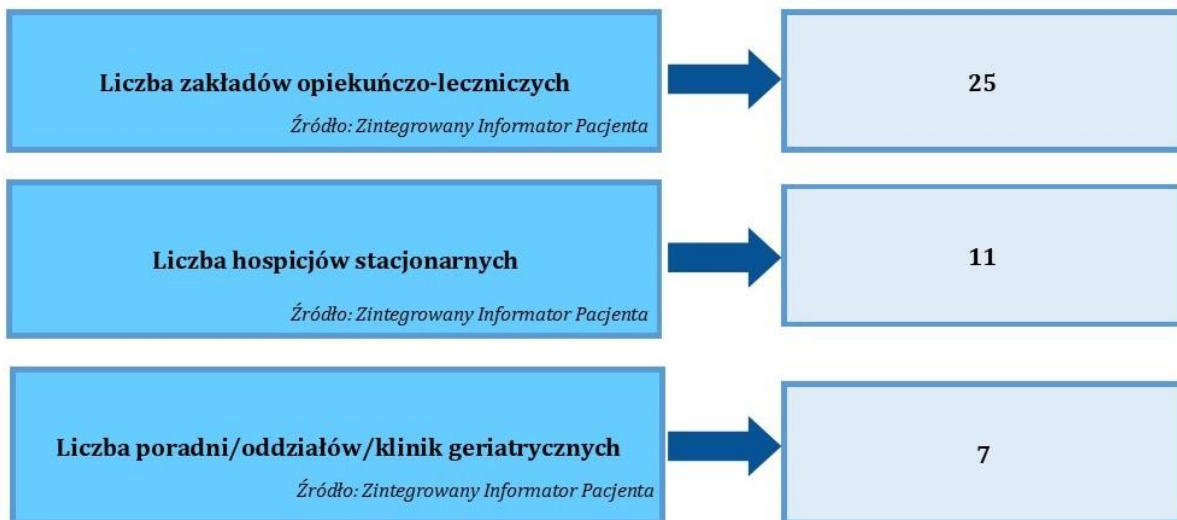 Liczba zakładów opiekuńczo-leczniczych
Źródło: Zintegrowany Informator Pacjenta
25
Liczba hospicjów stacjonarnych
Źródło: Zintegrowany Informator Pacjenta
11
Liczba poradni/oddziałów/klinik geriatrycznych
Źródło: Zintegrowany Informator Pacjenta
7